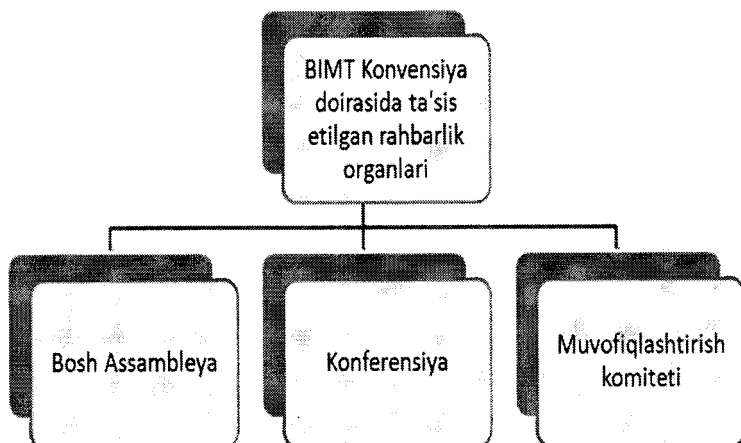 BIMT Konvensiya
doirasida ta'sis
etilgan rahbarlik
organlari
Bosh Assambleya
Konferensiya
Muvofiqlashtirish
komiteti